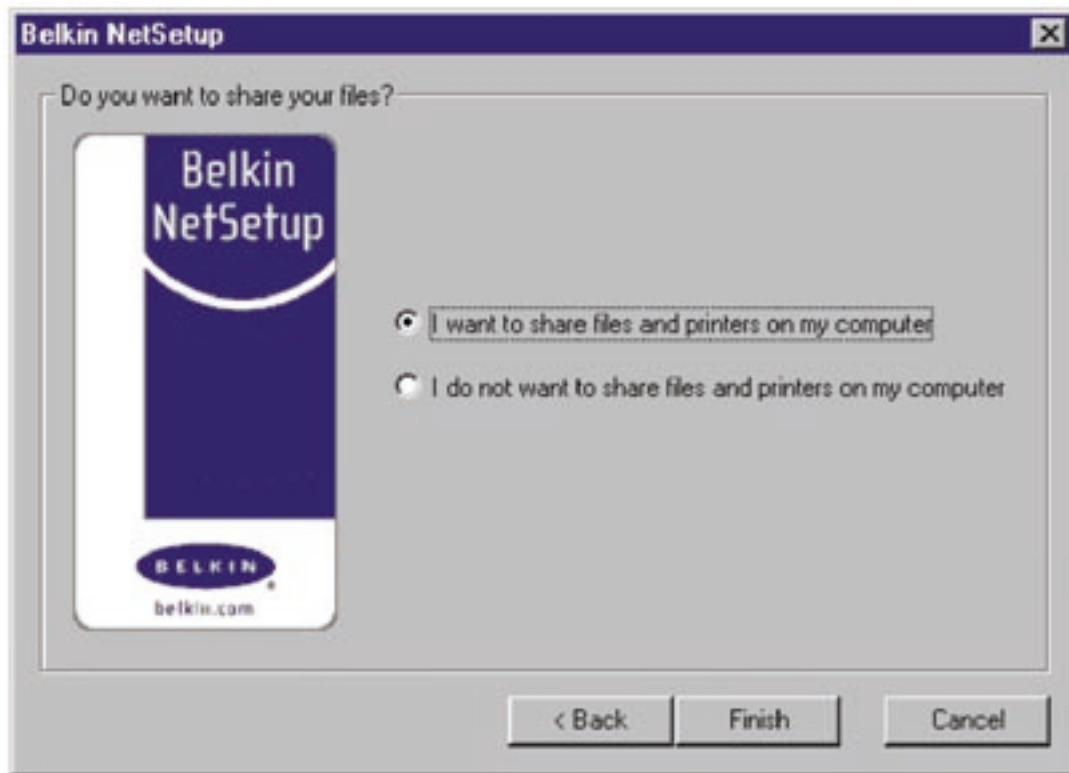 Belkin NetSetup
Do you want to share your files?
Belkin
NetSetup
I want to share files and printers on my computer
I do not want to share files and printers on my computer
BELKIN
belkin.com
< Back
Finish
Cancel